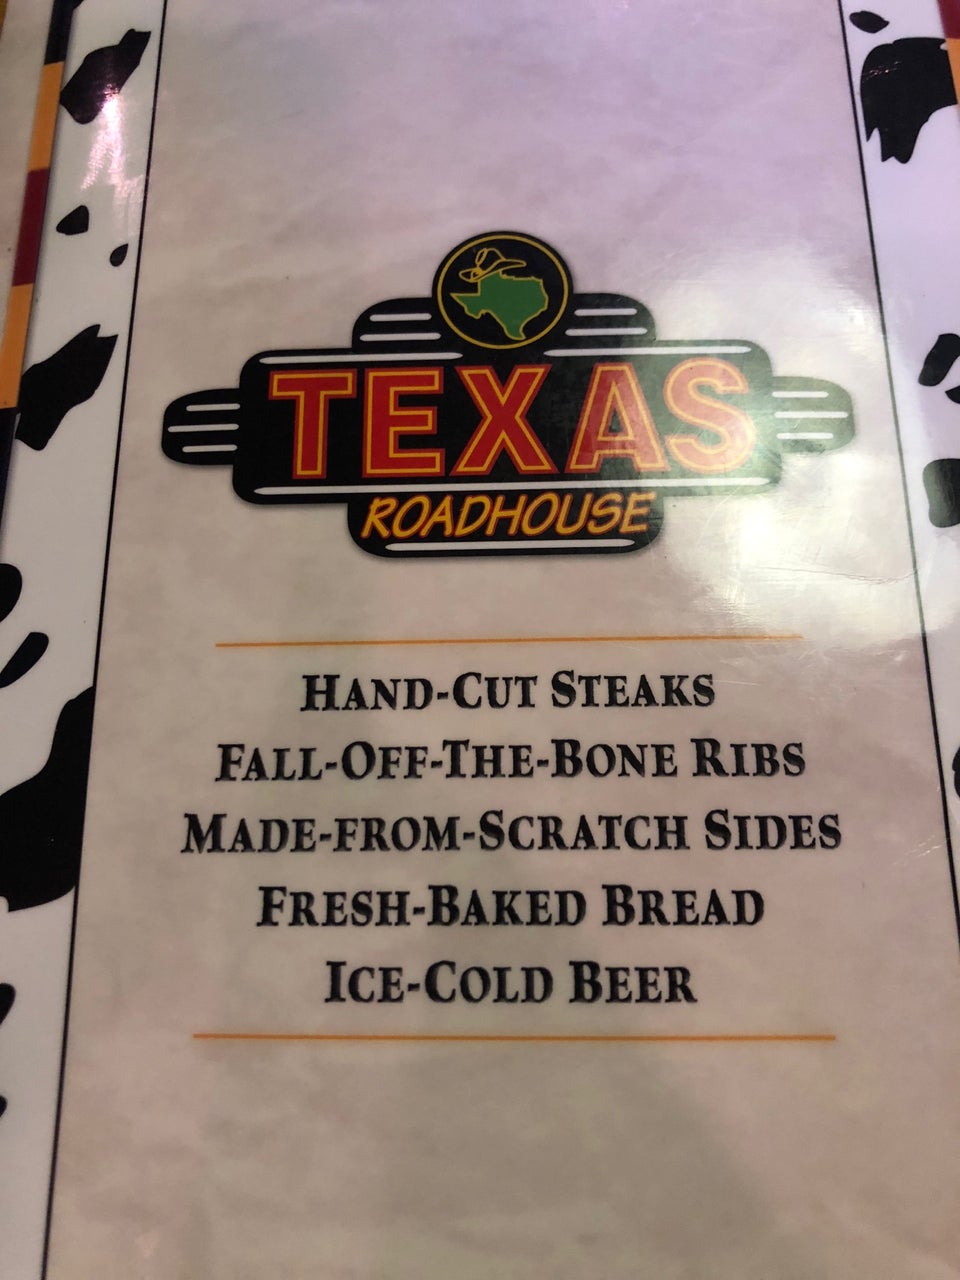 TEXAS
ROADHOUSE
HAND-CUT STEAKS
FALL-OFF-THE-BONE RIBS
MADE-FROM-SCRATCH SIDES
FRESH-BAKED BREAD
ICE-COLD BEER